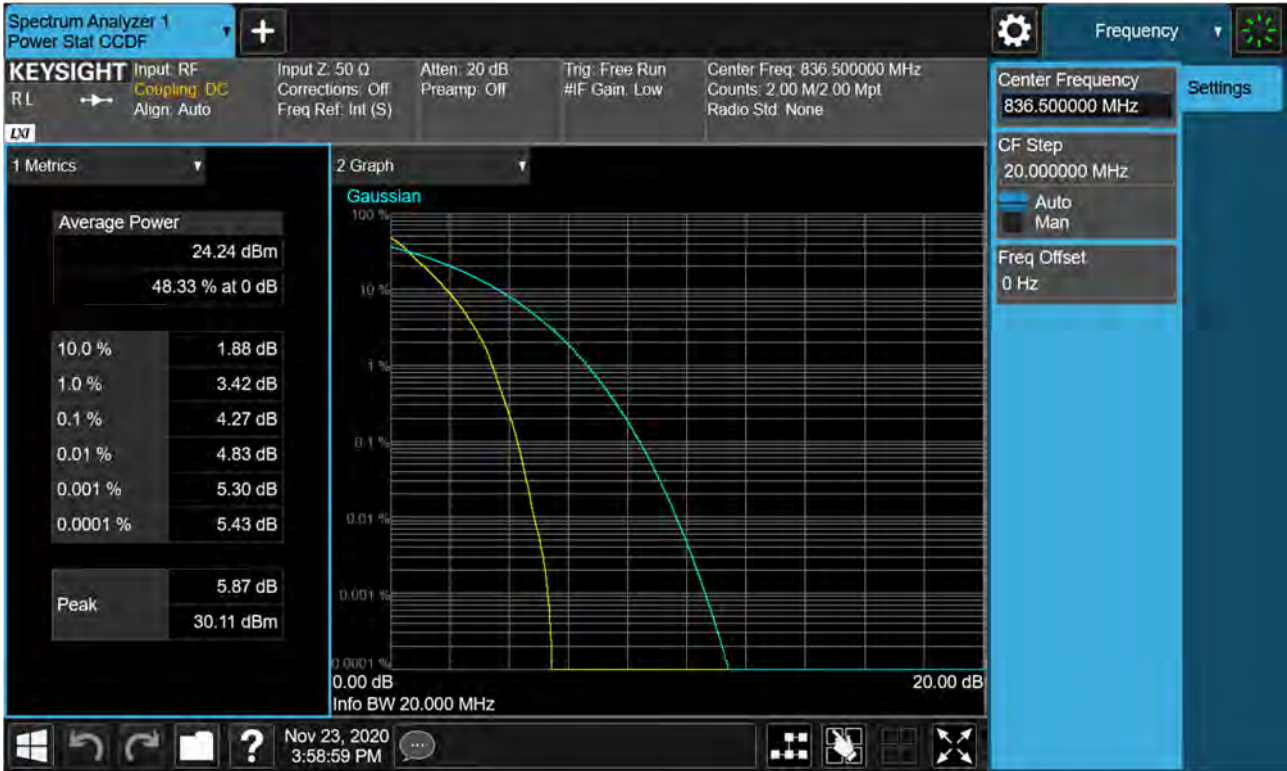 Spectrum Analyzer 1
Power Stat CCDF
+
Frequency
KEYSIGHT
R L
LXI
Input: RF
Coupling: DC
Align: Auto
Input Z: 50 Ω
Corrections: Off
Freq Ref: Int (S)
Atten: 20 dB
Preamp: Off
Trig: Free Run
#IF Gain: Low
Center Freq: 836.500000 MHz
Counts: 2.00 M/2.00 Mpt
Radio Std: None
Center Frequency
836.500000 MHz
Settings
CF Step
20.000000 MHz
Auto
Man
Freq Offset
0 Hz
1 Metrics
Average Power
24.24 dBm
48.33 % at 0 dB
10.0 % 1.88 dB
1.0 % 3.42 dB
0.1 % 4.27 dB
0.01 % 4.83 dB
0.001 % 5.30 dB
0.0001 % 5.43 dB
Peak
5.87 dB
30.11 dBm
2 Graph
Gaussian
100 %
10 %
1 %
0.1 %
0.01 %
0.001 %
0.0001 %
0.00 dB
20.00 dB
Info BW 20.000 MHz
?
Nov 23, 2020
3:58:59 PM